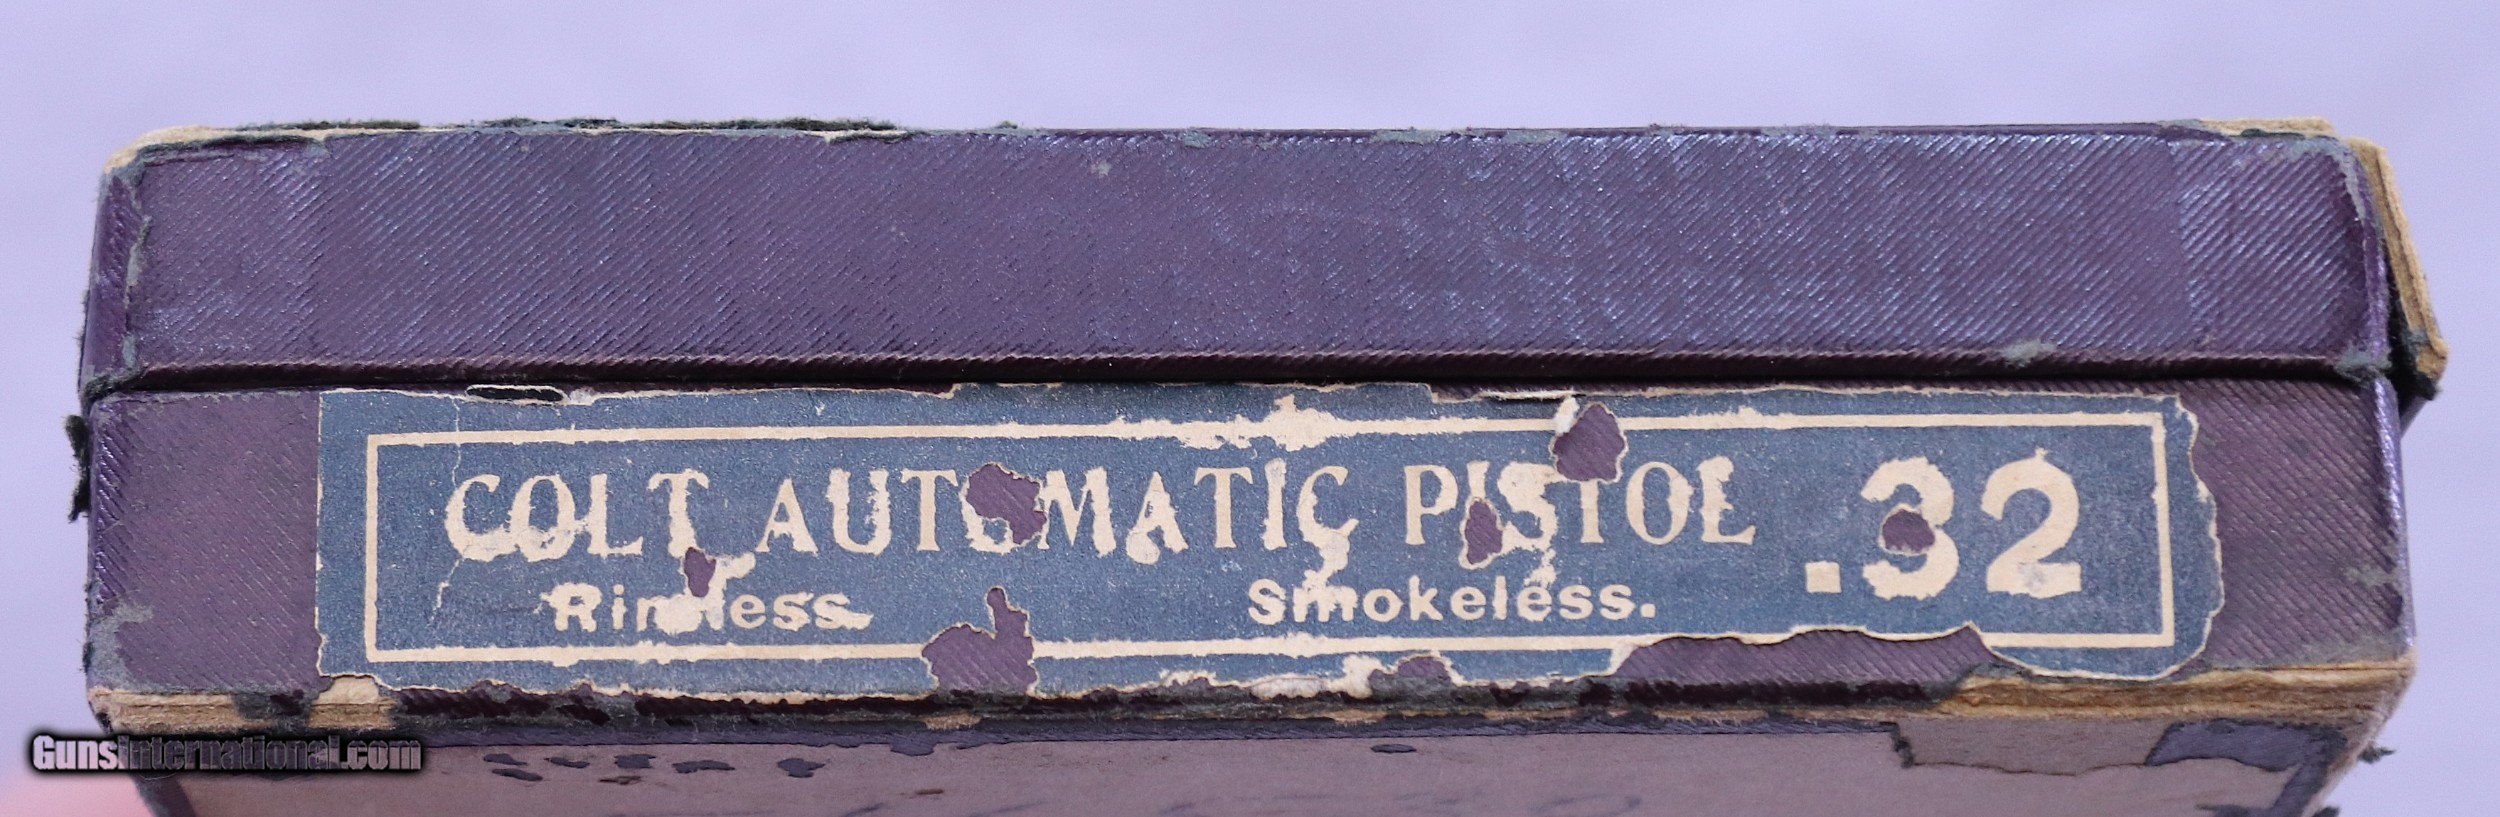 COLT AUTOMATIC PISTOL .32
Rimless. Smokeless.
GunsInternational.com